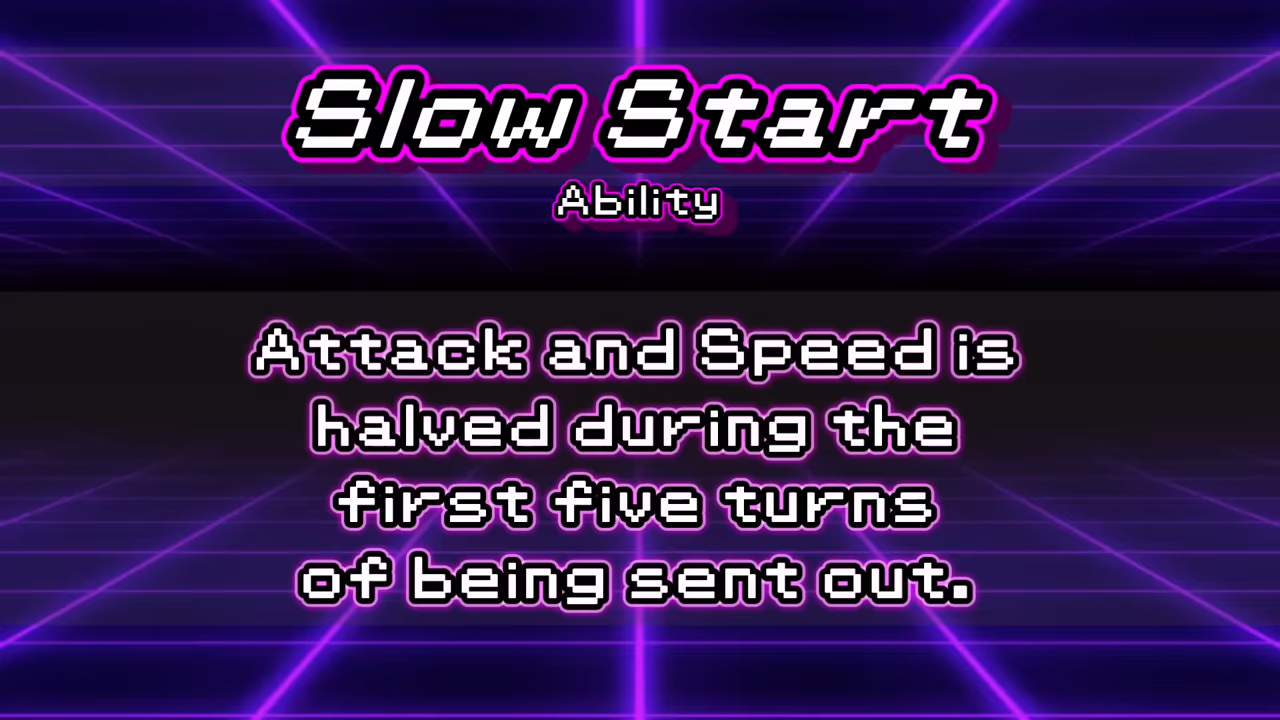 Slow Start
Ability
Attack and Speed is
halved during the
first five turns
of being sent out.